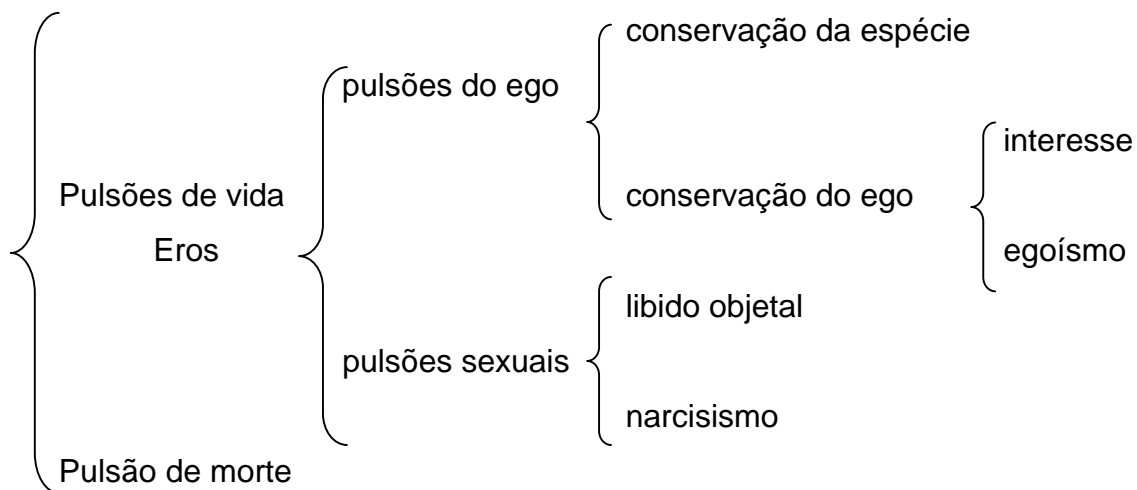 conservação da espécie
pulsões do ego
interesse
Pulsões de vida
conservação do ego
Eros
egoísmo
libido objetal
pulsões sexuais
narcisismo
Pulsão de morte